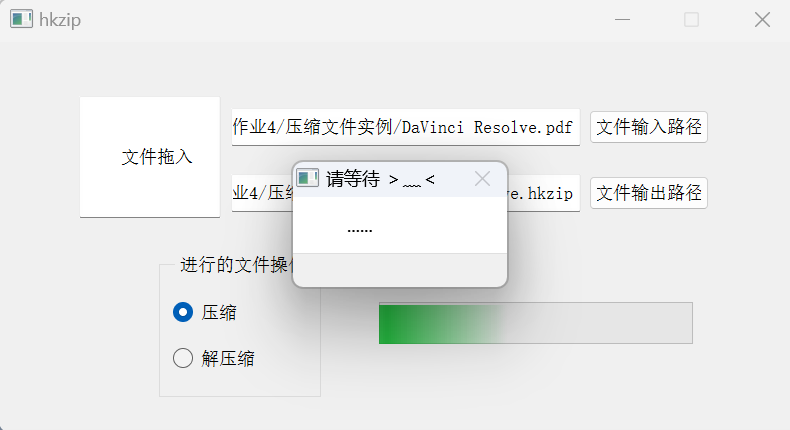 hkzip
文件拖入
作业4/压缩文件实例/DaVinci Resolve.pdf
文件输入路径
请等待 >﹏<
......
业4/压缩
ve.hkzip
文件输出路径
进行的文件操
压缩
解压缩